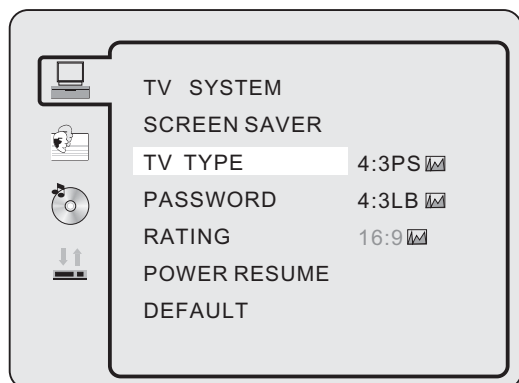 TV SYSTEM
SCREEN SAVER
TV TYPE 4:3PS
PASSWORD 4:3LB
RATING 16:9
POWER RESUME
DEFAULT